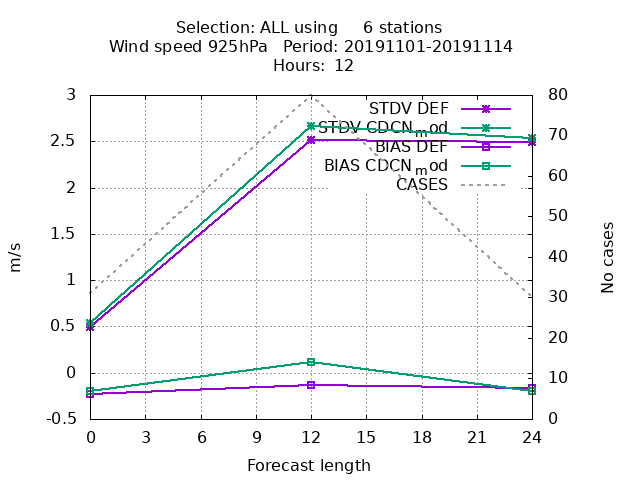 Selection: ALL using 6 stations
Wind speed 925hPa Period: 20191101-20191114
Hours: 12
STDV DEF
STDV CDCNmod
BIAS DEF
BIAS CDCNmod
CASES
3
2.5
2
1.5
1
0.5
0
-0.5
m/s
80
70
60
50
40
30
20
10
0
No cases
0 3 6 9 12 15 18 21 24
Forecast length